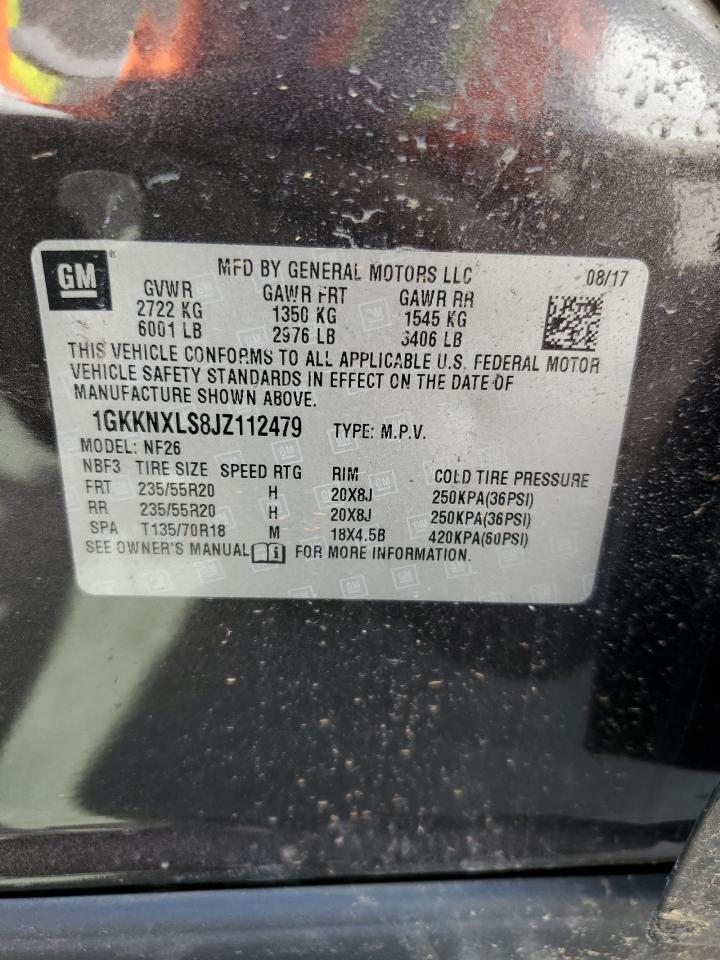 GM ®
MFD BY GENERAL MOTORS LLC 08/17
GVWR GAWR FRT GAWR RR
2722 KG 1350 KG 1545 KG
6001 LB 2976 LB 3406 LB
THIS VEHICLE CONFORMS TO ALL APPLICABLE U.S. FEDERAL MOTOR
VEHICLE SAFETY STANDARDS IN EFFECT ON THE DATE OF
MANUFACTURE SHOWN ABOVE.
1GKKNXLS8JZ112479 TYPE: M.P.V.
MODEL: NF26
NBF3 TIRE SIZE SPEED RTG RIM COLD TIRE PRESSURE
FRT 235/55R20 H 20X8J 250KPA(36PSI)
RR 235/55R20 H 20X8J 250KPA(36PSI)
SPA T135/70R18 M 18X4.5B 420KPA(60PSI)
SEE OWNER'S MANUAL i FOR MORE INFORMATION.